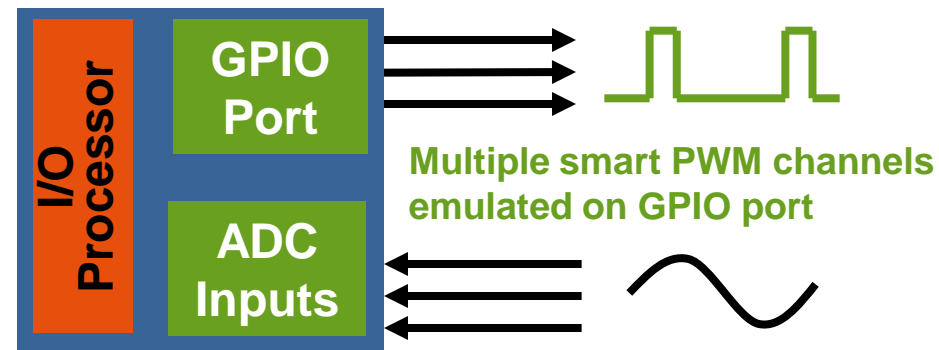 I/O
Processor
GPIO
Port
Multiple smart PWM channels
emulated on GPIO port
ADC
Inputs